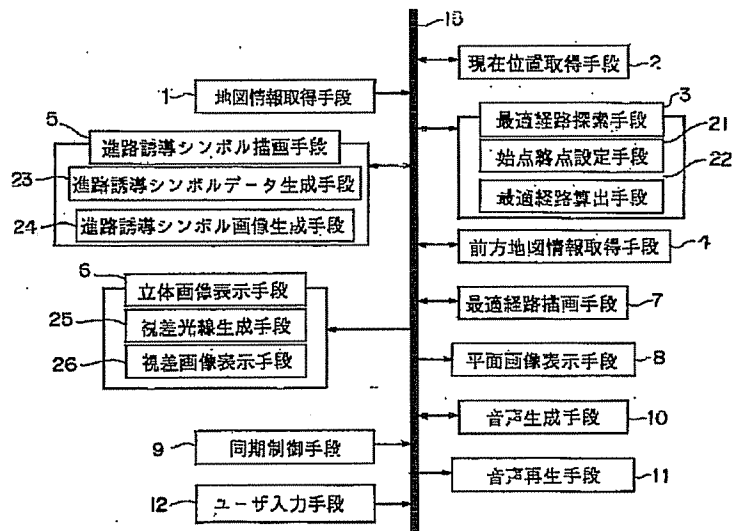 16
現在位置取得手段
2
1
地図情報取得手段
3
最適経路探索手段
21
始点終点設定手段
22
最適経路算出手段
5
進路誘導シンボル描画手段
23
進路誘導シンボルデータ生成手段
24
進路誘導シンボル画像生成手段
前方地図情報取得手段
4
6
立体画像表示手段
25
視差光線生成手段
26
視差画像表示手段
最適経路描画手段
7
平面画像表示手段
8
音声生成手段
10
9
同期制御手段
音声再生手段
11
12
ユーザ入力手段